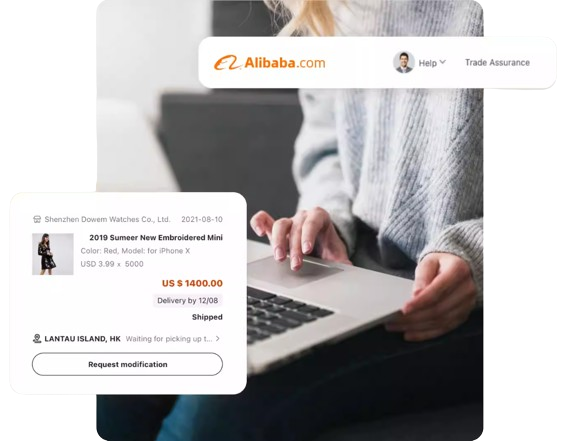 Alibaba.com
Help
Trade Assurance
Shenzhen Dowem Watches Co., Ltd. 2021-08-10
2019 Sumeer New Embroidered Mini
Color: Red, Model: for iPhone X
USD 3.99 x 5000
US $ 1400.00
Delivery by 12/08
Shipped
LANTAU ISLAND, HK Waiting for picking up t...
Request modification